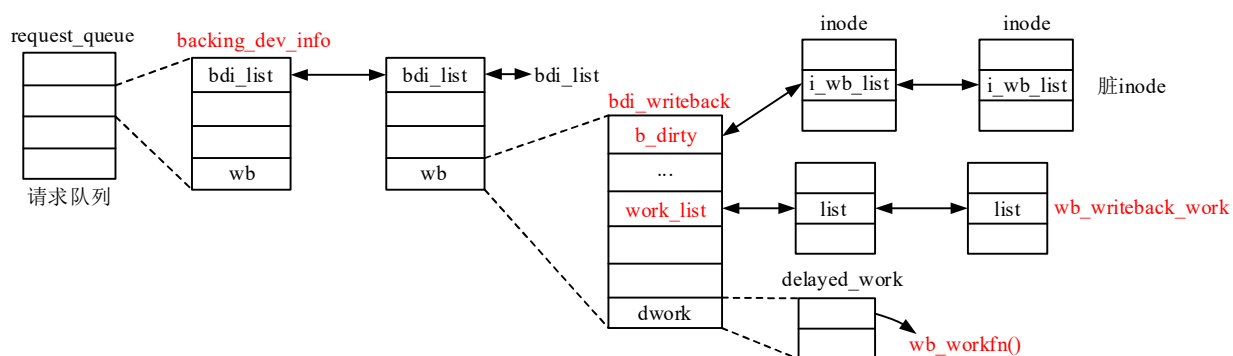 request_queue
请求队列
backing_dev_info
bdi_list
wb
bdi_list
wb
bdi_list
bdi_writeback
b_dirty
...
work_list
dwork
inode
i_wb_list
inode
i_wb_list
脏inode
list
list
wb_writeback_work
delayed_work
wb_workfn()